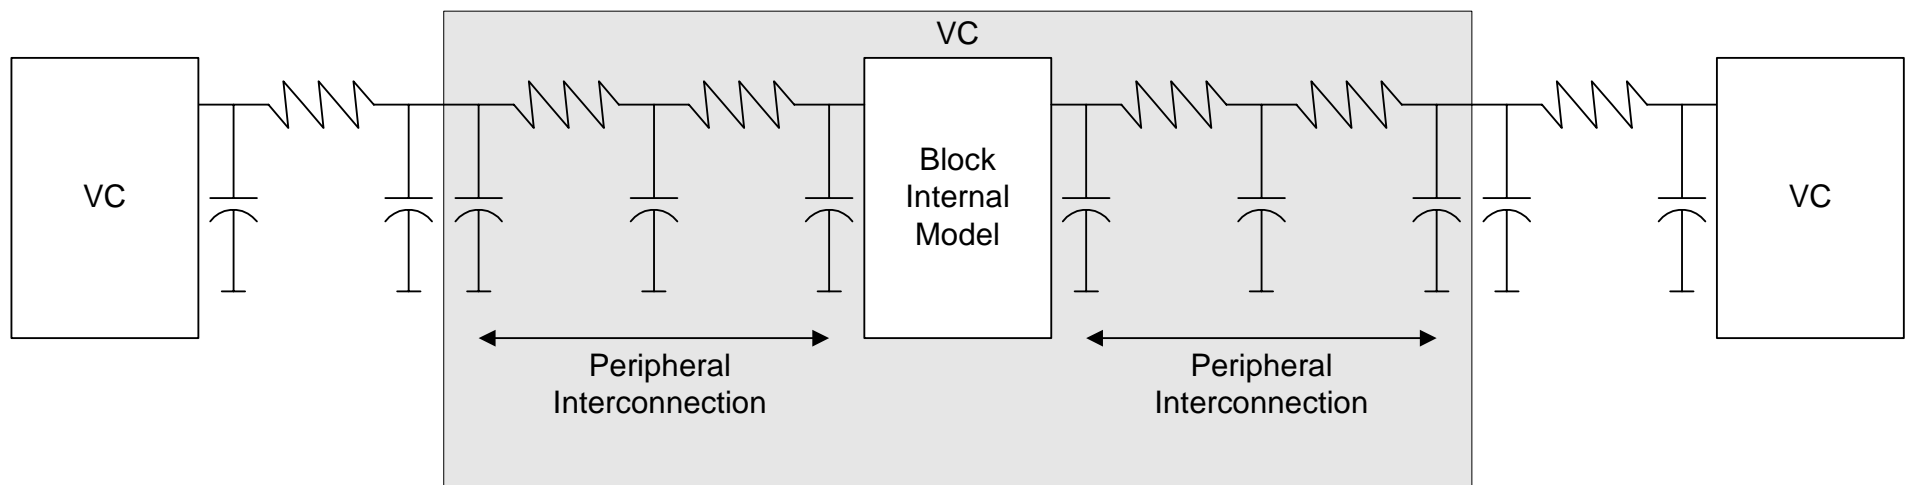 VC
VC
Block
Internal
Model
VC
Peripheral
Interconnection
Peripheral
Interconnection